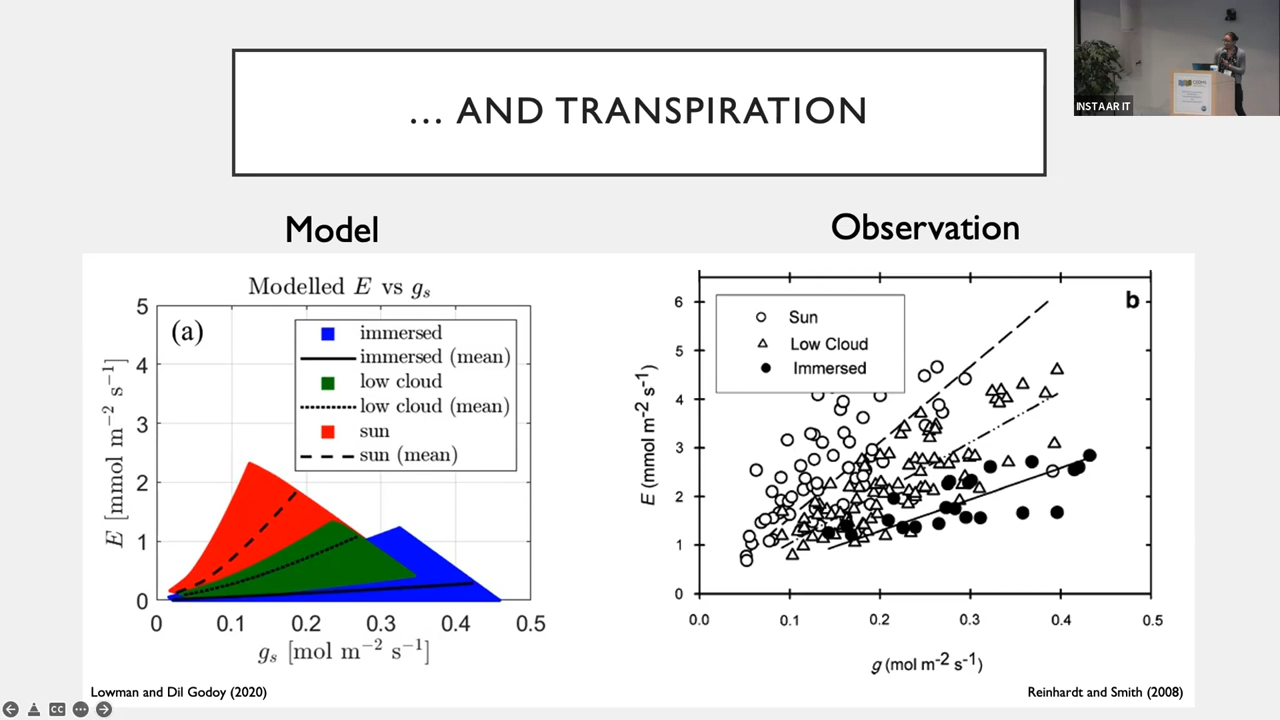 ... AND TRANSPIRATION
INSTAAR IT
Model
Observation
Modelled E vs gs
(a)
immersed
immersed (mean)
low cloud
low cloud (mean)
sun
sun (mean)
5
4
3
2
1
0
E [mmol m−2 s−1]
0 0.1 0.2 0.3 0.4 0.5
gs [mol m−2 s−1]
b
Sun
Low Cloud
Immersed
6
5
4
3
2
1
0
E (mmol m-2 s-1)
0.0 0.1 0.2 0.3 0.4 0.5
g (mol m-2 s-1)
Lowman and Dil Godoy (2020)
Reinhardt and Smith (2008)
CC